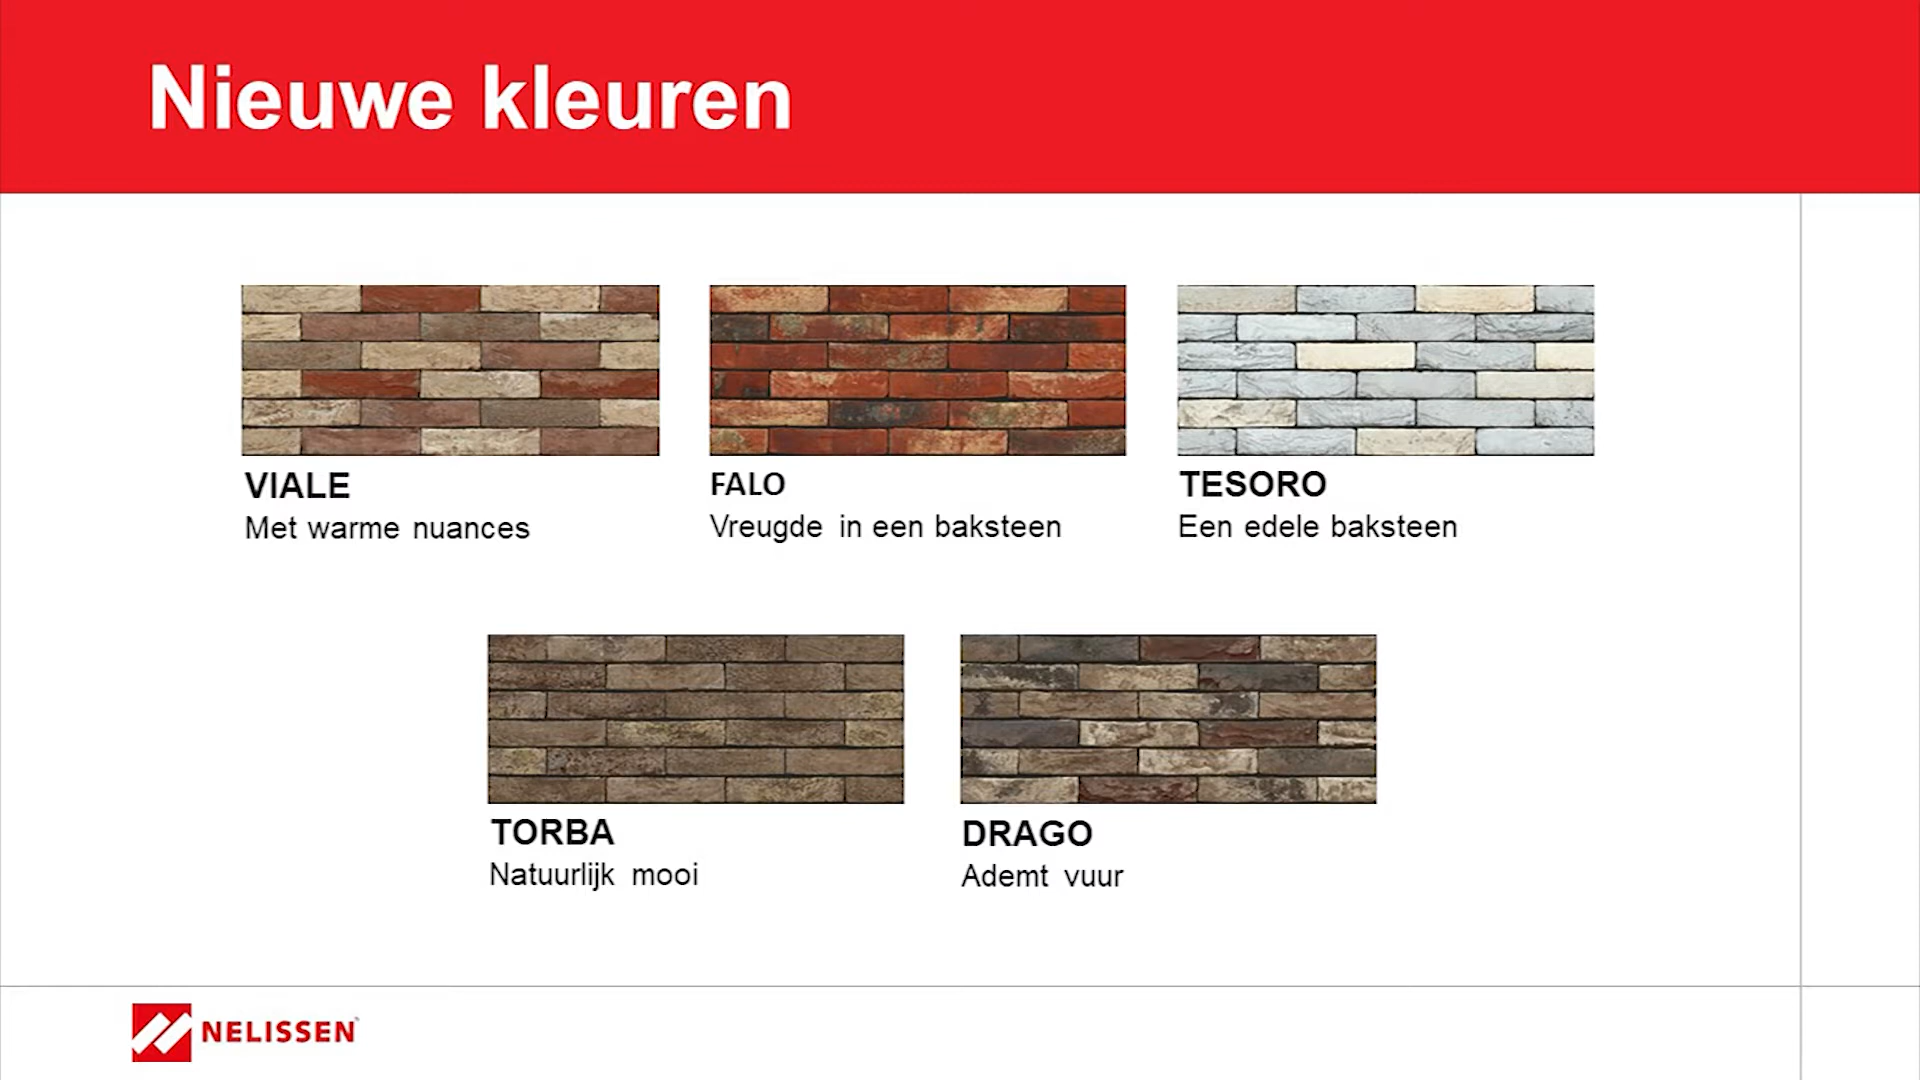 Nieuwe kleuren
VIALE
Met warme nuances
FALO
Vreugde in een baksteen
TESORO
Een edele baksteen
TORBA
Natuurlijk mooi
DRAGO
Ademt vuur
NELISSEN